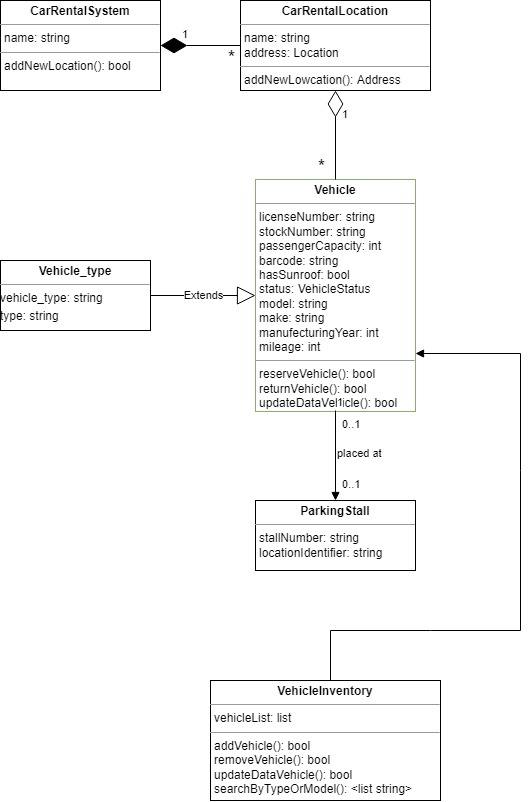 CarRentalSystem
name: string
addNewLocation(): bool
1
*
CarRentalLocation
name: string
address: Location
addNewLowcation(): Address
1
*
Vehicle
licenseNumber: string
stockNumber: string
passengerCapacity: int
barcode: string
hasSunroof: bool
status: VehicleStatus
model: string
make: string
manufecturingYear: int
mileage: int
reserveVehicle(): bool
returnVehicle(): bool
updateDataVehicle(): bool
Vehicle_type
vehicle_type: string
type: string
Extends
0..1
placed at
0..1
ParkingStall
stallNumber: string
locationIdentifier: string
VehicleInventory
vehicleList: list
addVehicle(): bool
removeVehicle(): bool
updateDataVehicle(): bool
searchByTypeOrModel(): <list string>